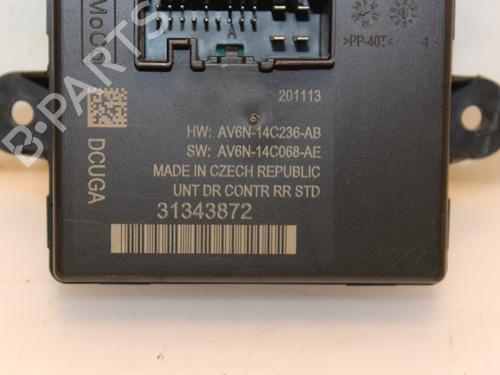 FoMoCo
>PP-40T<
A
201113
HW: AV6N-14C236-AB
SW: AV6N-14C068-AE
MADE IN CZECH REPUBLIC
UNT DR CONTR RR STD
31343872
DCUGA
B-PARTS